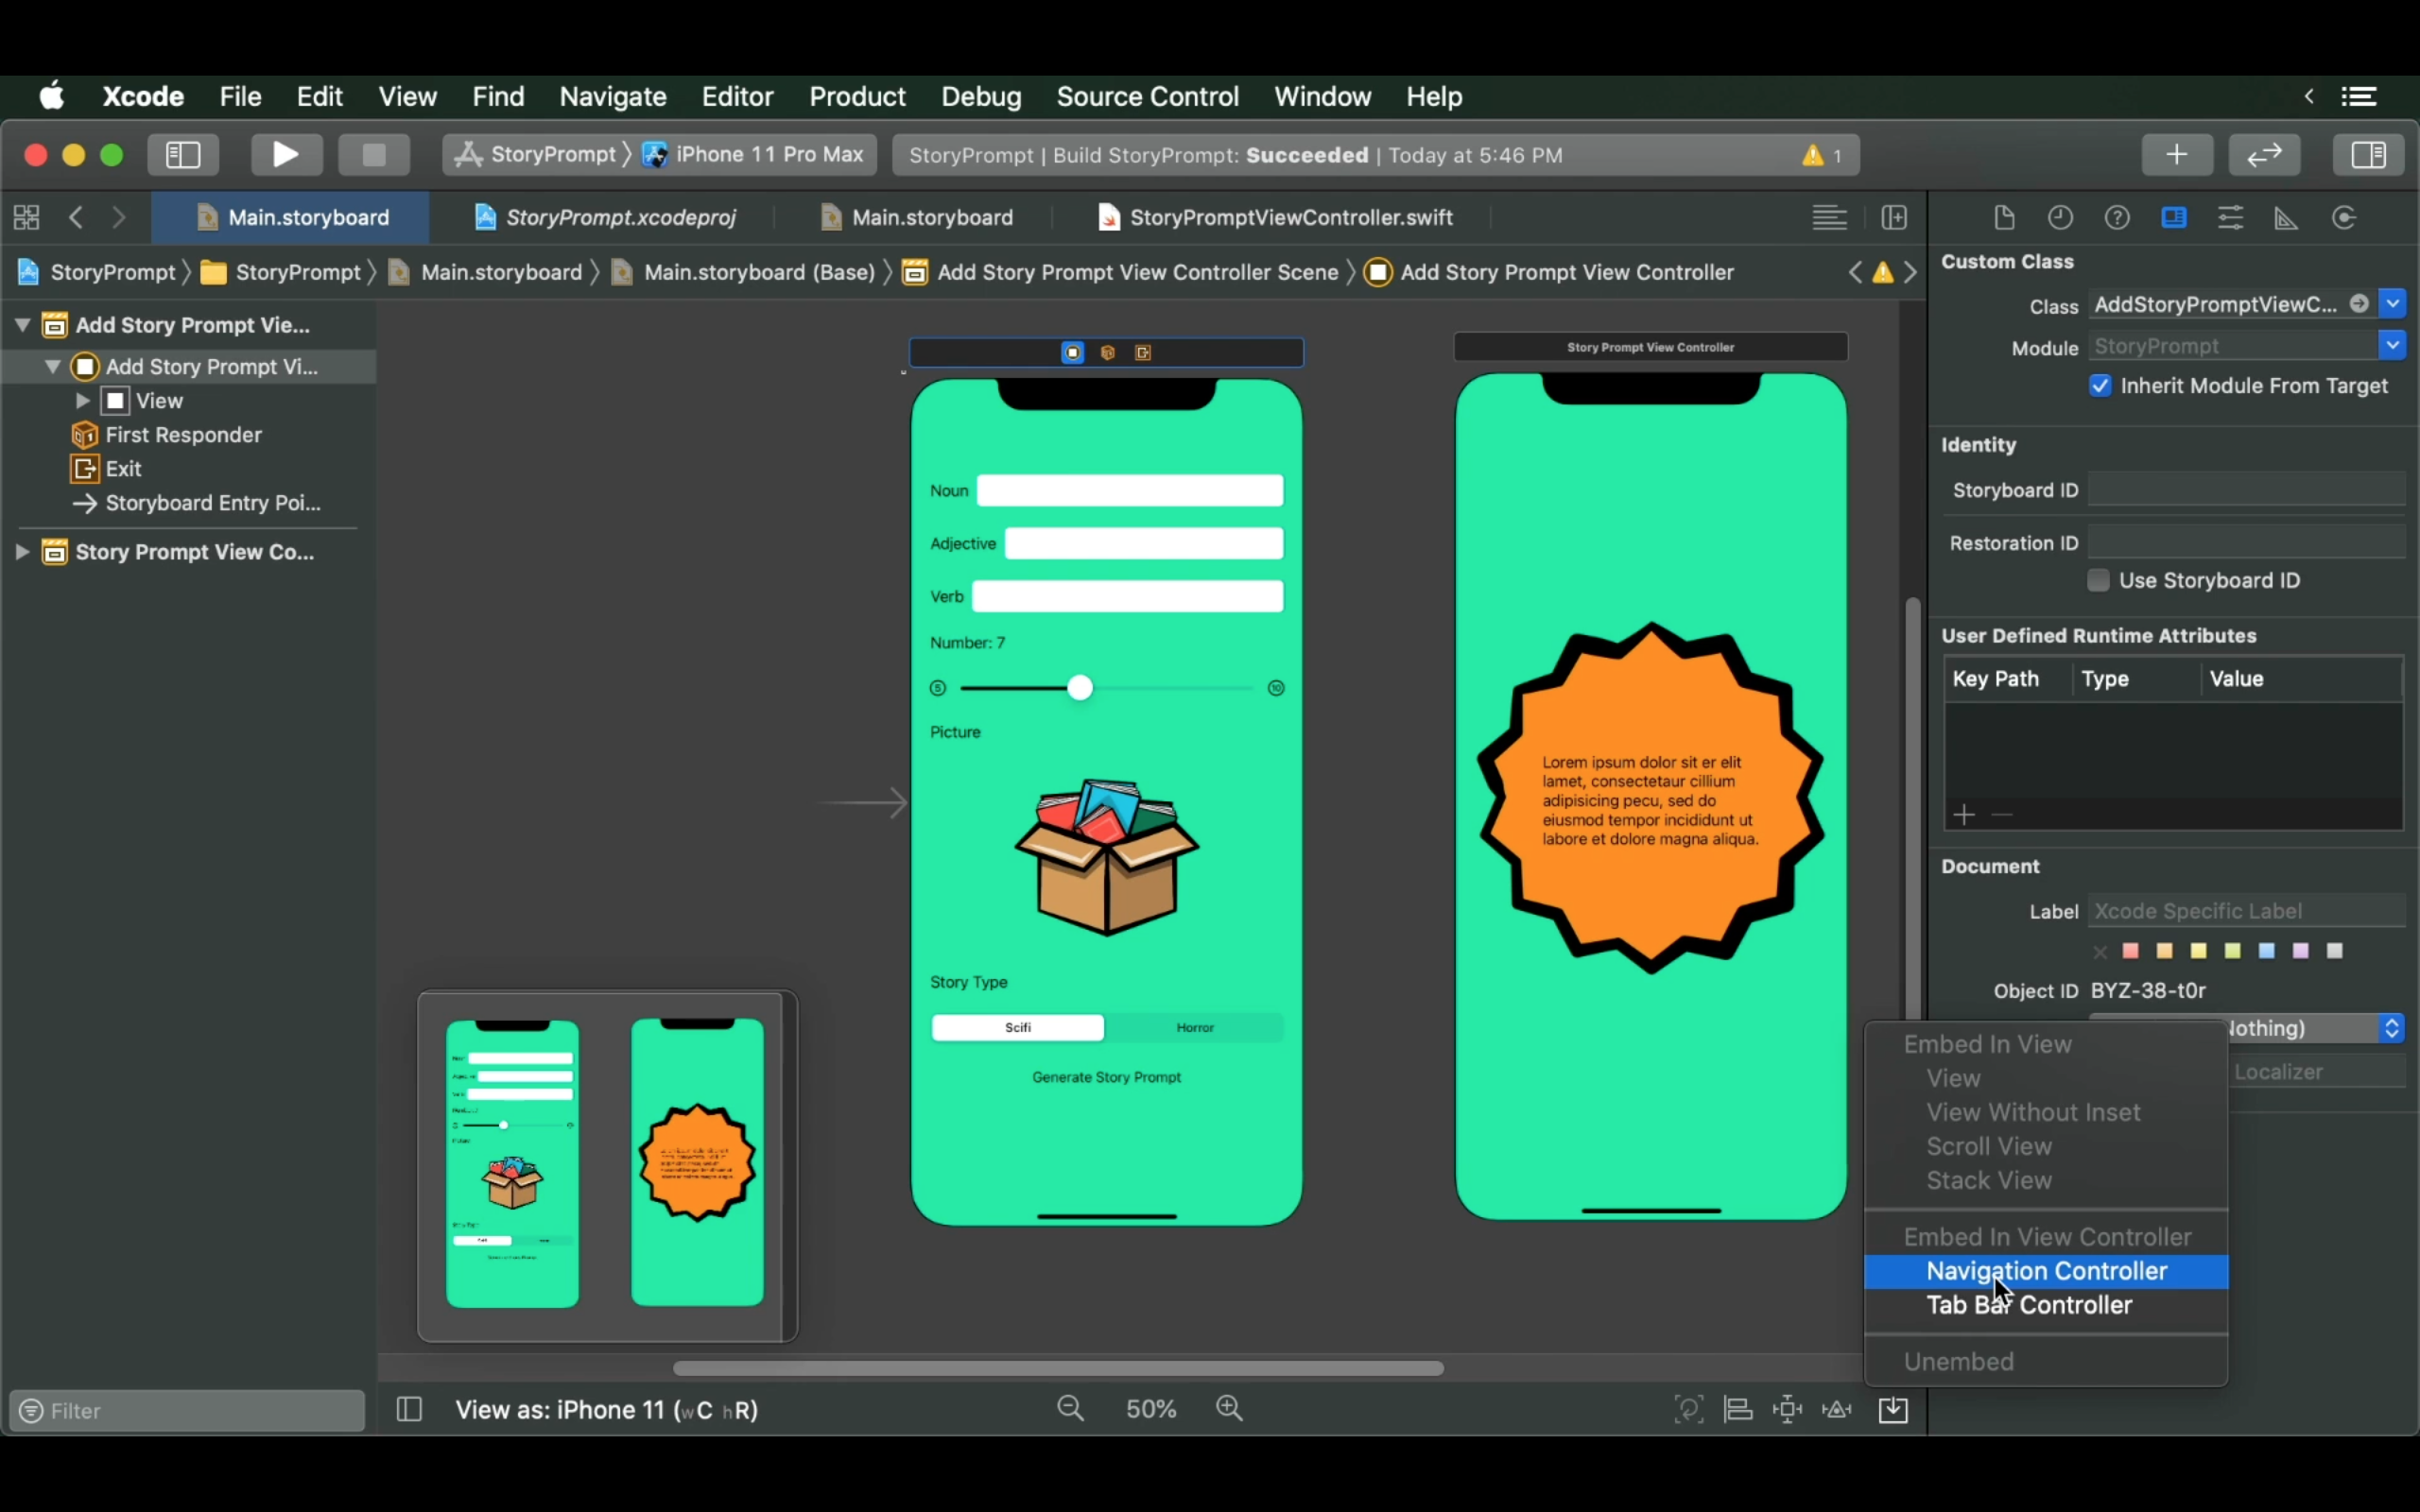 Xcode File Edit View Find Navigate Editor Product Debug Source Control Window Help
StoryPrompt 〉 iPhone 11 Pro Max
StoryPrompt | Build StoryPrompt: Succeeded | Today at 5:46 PM
1
Main.storyboard
StoryPrompt.xcodeproj
Main.storyboard
StoryPromptViewController.swift
StoryPrompt 〉 StoryPrompt 〉 Main.storyboard 〉 Main.storyboard (Base) 〉 Add Story Prompt View Controller Scene 〉 Add Story Prompt View Controller
Add Story Prompt Vie...
Add Story Prompt Vi...
View
First Responder
Exit
Storyboard Entry Poi...
Story Prompt View Co...
Filter
Noun
Adjective
Verb
Number: 7
5
10
Picture
Story Type
Scifi
Horror
Generate Story Prompt
Story Prompt View Controller
Lorem ipsum dolor sit er elit
lamet, consectetaur cillium
adipisicing pecu, sed do
eiusmod tempor incididunt ut
labore et dolore magna aliqua.
View as: iPhone 11 (wC hR)
50%
Custom Class
Class AddStoryPromptViewC...
Module StoryPrompt
Inherit Module From Target
Identity
Storyboard ID
Restoration ID
Use Storyboard ID
User Defined Runtime Attributes
Key Path Type Value
Document
Label Xcode Specific Label
Object ID BYZ-38-t0r
Localizer
Embed In View
View
View Without Inset
Scroll View
Stack View
Embed In View Controller
Navigation Controller
Tab Bar Controller
Unembed